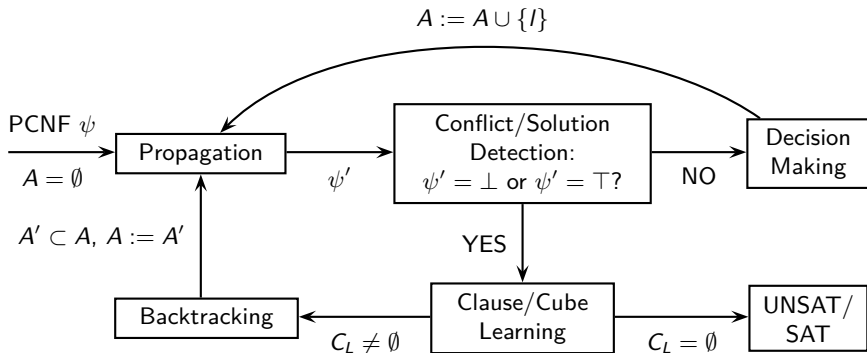 A := A ∪ {l}
PCNF ψ
A = ∅
Propagation
ψ′
Conflict/Solution
Detection:
ψ′ = ⊥ or ψ′ = ⊤?
NO
Decision
Making
A′ ⊂ A, A := A′
YES
Backtracking
C_L ≠ ∅
Clause/Cube
Learning
C_L = ∅
UNSAT/
SAT